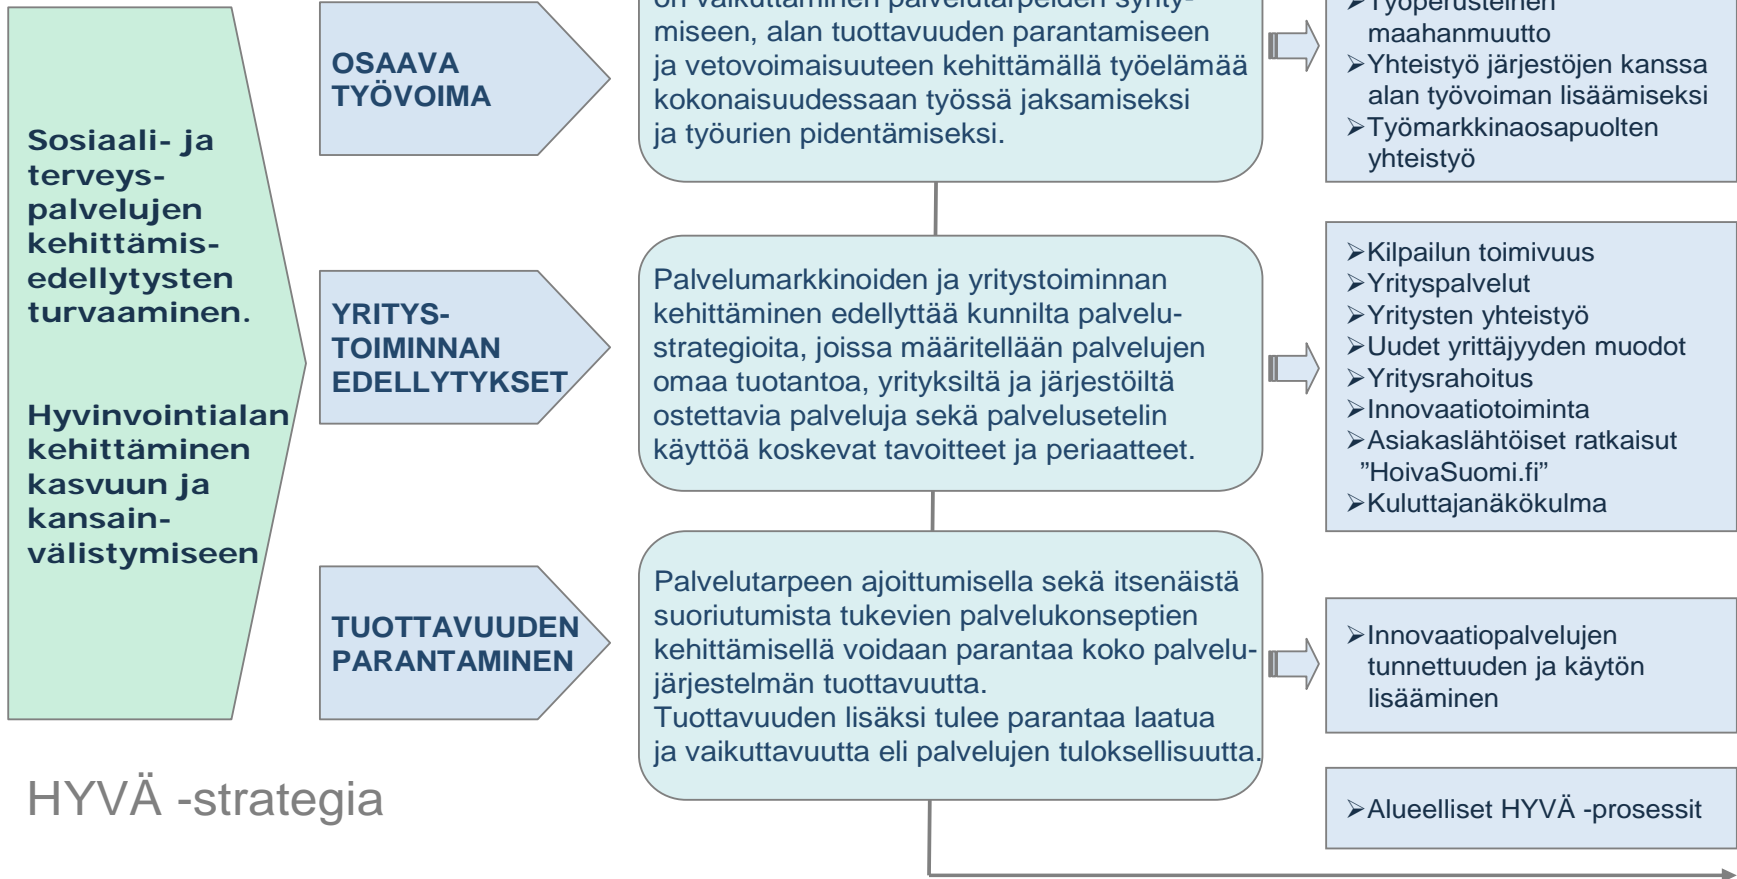 Sosiaali- ja
terveys-
palvelujen
kehittämis-
edellytysten
turvaaminen.
Hyvinvointialan
kehittäminen
kasvuun ja
kansain-
välistymiseen
OSAAVA
TYÖVOIMA
on vaikuttaminen palvelutarpeiden synty-
miseen, alan tuottavuuden parantamiseen
ja vetovoimaisuuteen kehittämällä työelämää
kokonaisuudessaan työssä jaksamiseksi
ja työurien pidentämiseksi.
➢Työperusteinen
maahanmuutto
➢Yhteistyö järjestöjen kanssa
alan työvoiman lisäämiseksi
➢Työmarkkinaosapuolten
yhteistyö
YRITYS-
TOIMINNAN
EDELLYTYKSET
Palvelumarkkinoiden ja yritystoiminnan
kehittäminen edellyttää kunnilta palvelu-
strategioita, joissa määritellään palvelujen
omaa tuotantoa, yrityksiltä ja järjestöiltä
ostettavia palveluja sekä palvelusetelin
käyttöä koskevat tavoitteet ja periaatteet.
➢Kilpailun toimivuus
➢Yrityspalvelut
➢Yritysten yhteistyö
➢Uudet yrittäjyyden muodot
➢Yritysrahoitus
➢Innovaatiotoiminta
➢Asiakaslähtöiset ratkaisut
”HoivaSuomi.fi”
➢Kuluttajanäkökulma
TUOTTAVUUDEN
PARANTAMINEN
Palvelutarpeen ajoittumisella sekä itsenäistä
suoriutumista tukevien palvelukonseptien
kehittämisellä voidaan parantaa koko palvelu-
järjestelmän tuottavuutta.
Tuottavuuden lisäksi tulee parantaa laatua
ja vaikuttavuutta eli palvelujen tuloksellisuutta.
➢Innovaatiopalvelujen
tunnettuuden ja käytön
lisääminen
➢Alueelliset HYVÄ -prosessit
HYVÄ -strategia